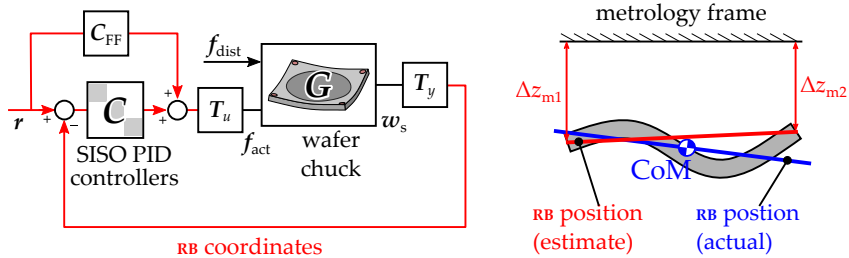 C_FF
r
+
−
C
+
+
T_u
f_dist
f_act
G
w_s
T_y
SISO PID
controllers
wafer
chuck
RB coordinates
metrology frame
Δz_m1
Δz_m2
CoM
RB position
(estimate)
RB postion
(actual)